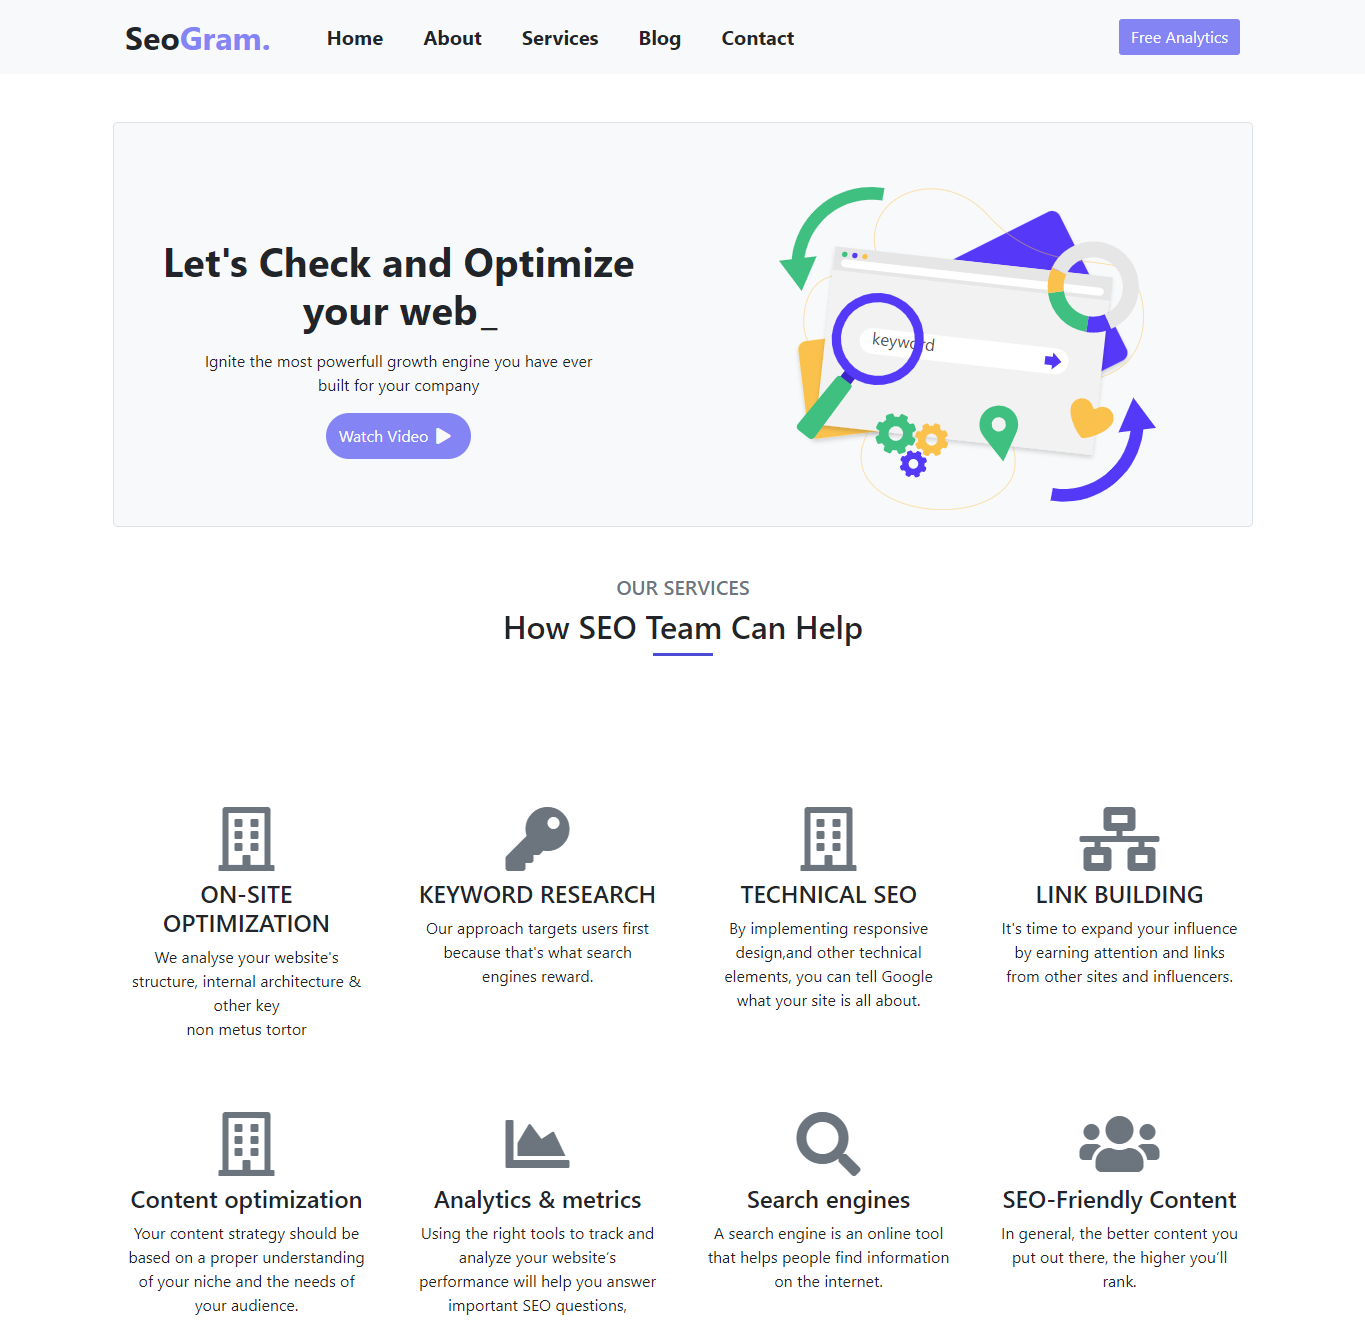 SeoGram.
Home
About
Services
Blog
Contact
Free Analytics
Let's Check and Optimize
your web_
Ignite the most powerfull growth engine you have ever
built for your company
Watch Video
keyword
OUR SERVICES
How SEO Team Can Help
ON-SITE
OPTIMIZATION
We analyse your website's
structure, internal architecture &
other key
non metus tortor
KEYWORD RESEARCH
Our approach targets users first
because that's what search
engines reward.
TECHNICAL SEO
By implementing responsive
design,and other technical
elements, you can tell Google
what your site is all about.
LINK BUILDING
It's time to expand your influence
by earning attention and links
from other sites and influencers.
Content optimization
Your content strategy should be
based on a proper understanding
of your niche and the needs of
your audience.
Analytics & metrics
Using the right tools to track and
analyze your website’s
performance will help you answer
important SEO questions,
Search engines
A search engine is an online tool
that helps people find information
on the internet.
SEO-Friendly Content
In general, the better content you
put out there, the higher you’ll
rank.